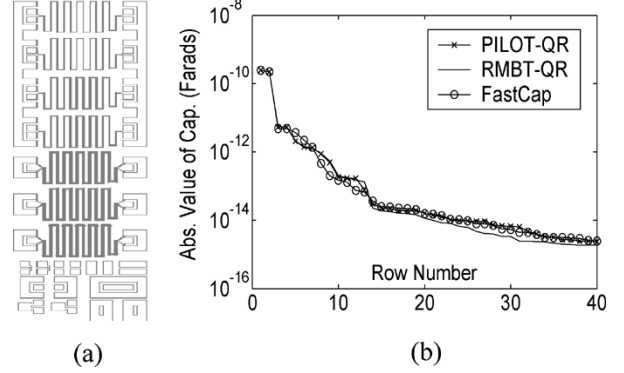 10^-8
10^-10
10^-12
10^-14
10^-16
Abs. Value of Cap. (Farads)
PILOT-QR
RMBT-QR
FastCap
Row Number
0 10 20 30 40
(a) (b)